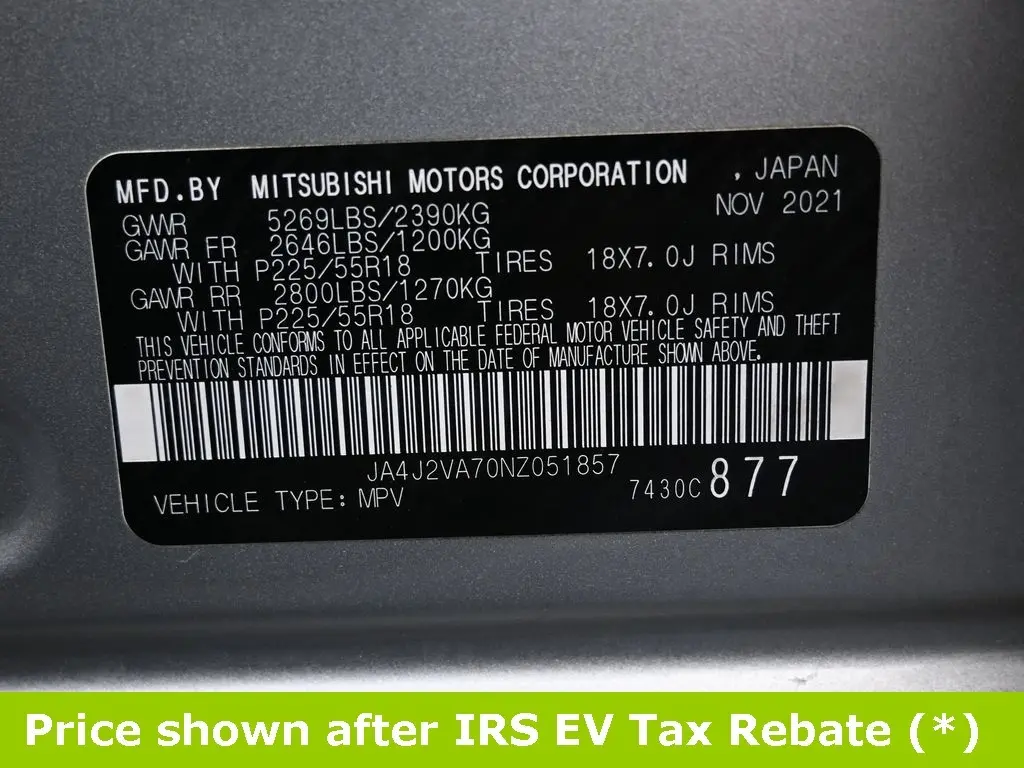 MFD.BY MITSUBISHI MOTORS CORPORATION , JAPAN
GVWR 5269LBS/2390KG NOV 2021
GAWR FR 2646LBS/1200KG
WITH P225/55R18 TIRES 18X7.0J RIMS
GAWR RR 2800LBS/1270KG
WITH P225/55R18 TIRES 18X7.0J RIMS
THIS VEHICLE CONFORMS TO ALL APPLICABLE FEDERAL MOTOR VEHICLE SAFETY AND THEFT
PREVENTION STANDARDS IN EFFECT ON THE DATE OF MANUFACTURE SHOWN ABOVE.
JA4J2VA70NZ051857
VEHICLE TYPE: MPV 7430C 877
Price shown after IRS EV Tax Rebate (*)